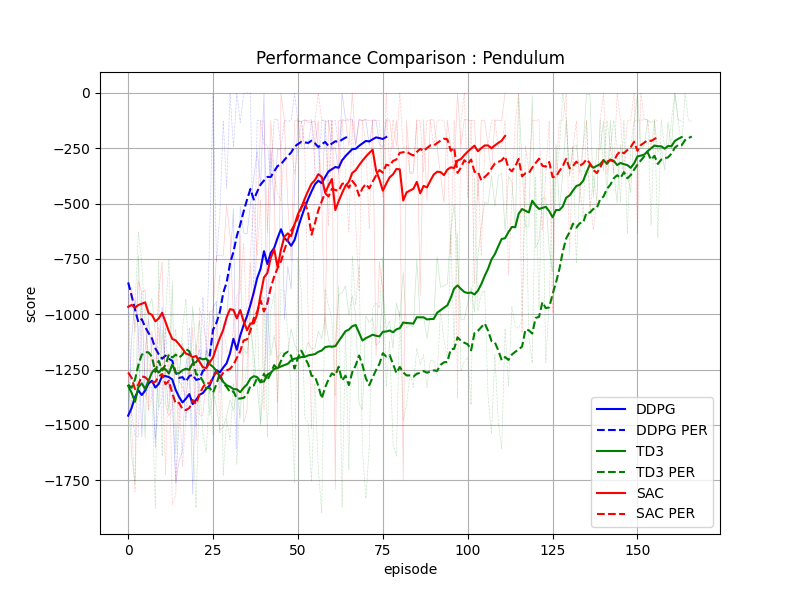 Performance Comparison : Pendulum
score
0
−250
−500
−750
−1000
−1250
−1500
−1750
0
25
50
75
100
125
150
episode
DDPG
DDPG PER
TD3
TD3 PER
SAC
SAC PER